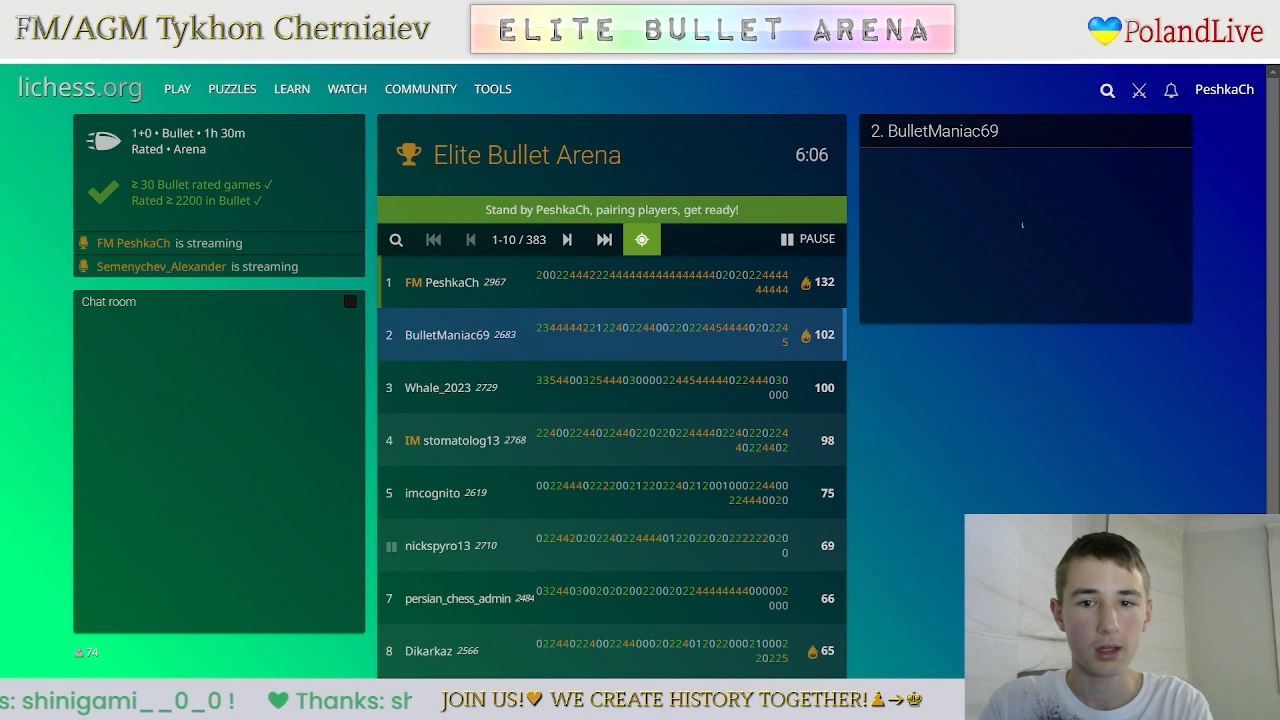 FM/AGM Tykhon Cherniaiev
ELITE BULLET ARENA
PolandLive
lichess.org PLAY PUZZLES LEARN WATCH COMMUNITY TOOLS PeshkaCh
1+0 • Bullet • 1h 30m
Rated • Arena
≥ 30 Bullet rated games ✓
Rated ≥ 2200 in Bullet ✓
FM PeshkaCh is streaming
Semenychev_Alexander is streaming
Chat room
74
Elite Bullet Arena 6:06
Stand by PeshkaCh, pairing players, get ready!
1-10 / 383 PAUSE
1 FM PeshkaCh 2967 132
2 BulletManiac69 2683 102
3 Whale_2023 2729 100
4 IM stomatolog13 2768 98
5 imcognito 2619 75
nickspyro13 2710 69
7 persian_chess_admin 2484 66
8 Dikarkaz 2566 65
2. BulletManiac69
s: shinigami__0_0 ! Thanks: sh
JOIN US! WE CREATE HISTORY TOGETHER!